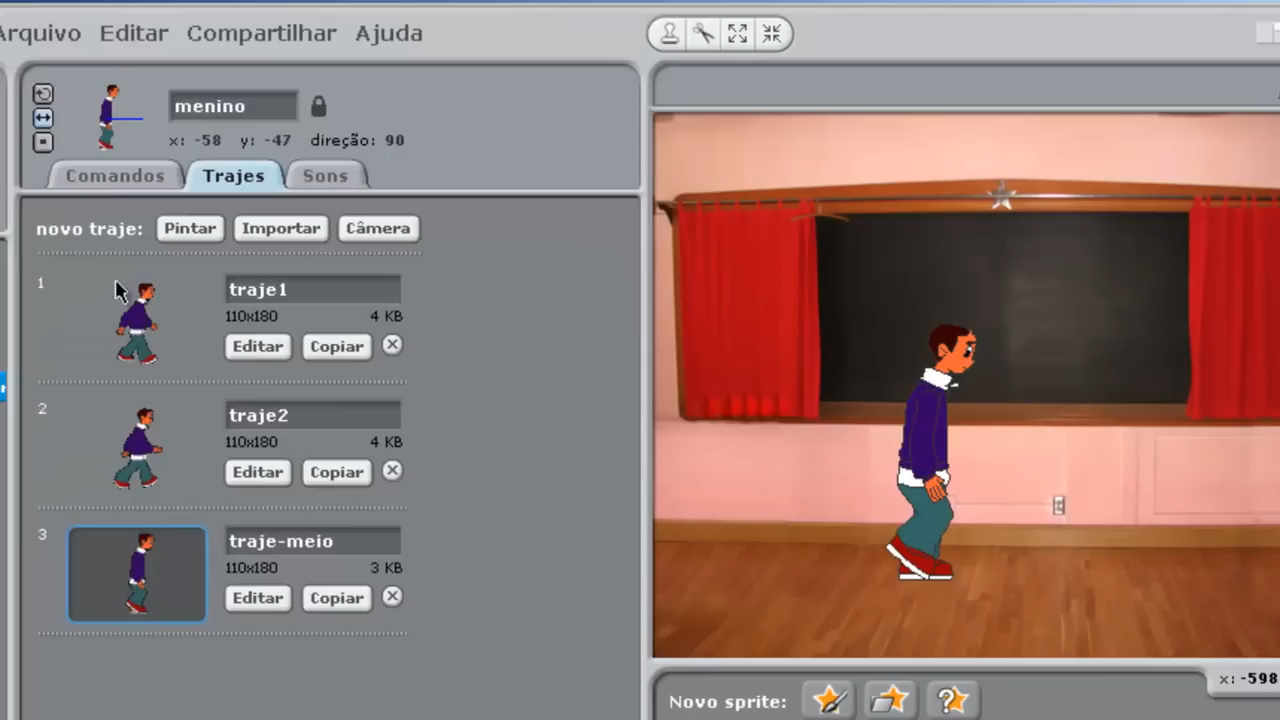 Arquivo Editar Compartilhar Ajuda
menino
x: -58 y: -47 direção: 90
Comandos Trajes Sons
novo traje: Pintar Importar Câmera
1 traje1
110x180 4 KB
Editar Copiar
2 traje2
110x180 4 KB
Editar Copiar
3 traje-meio
110x180 3 KB
Editar Copiar
x: -598
Novo sprite: